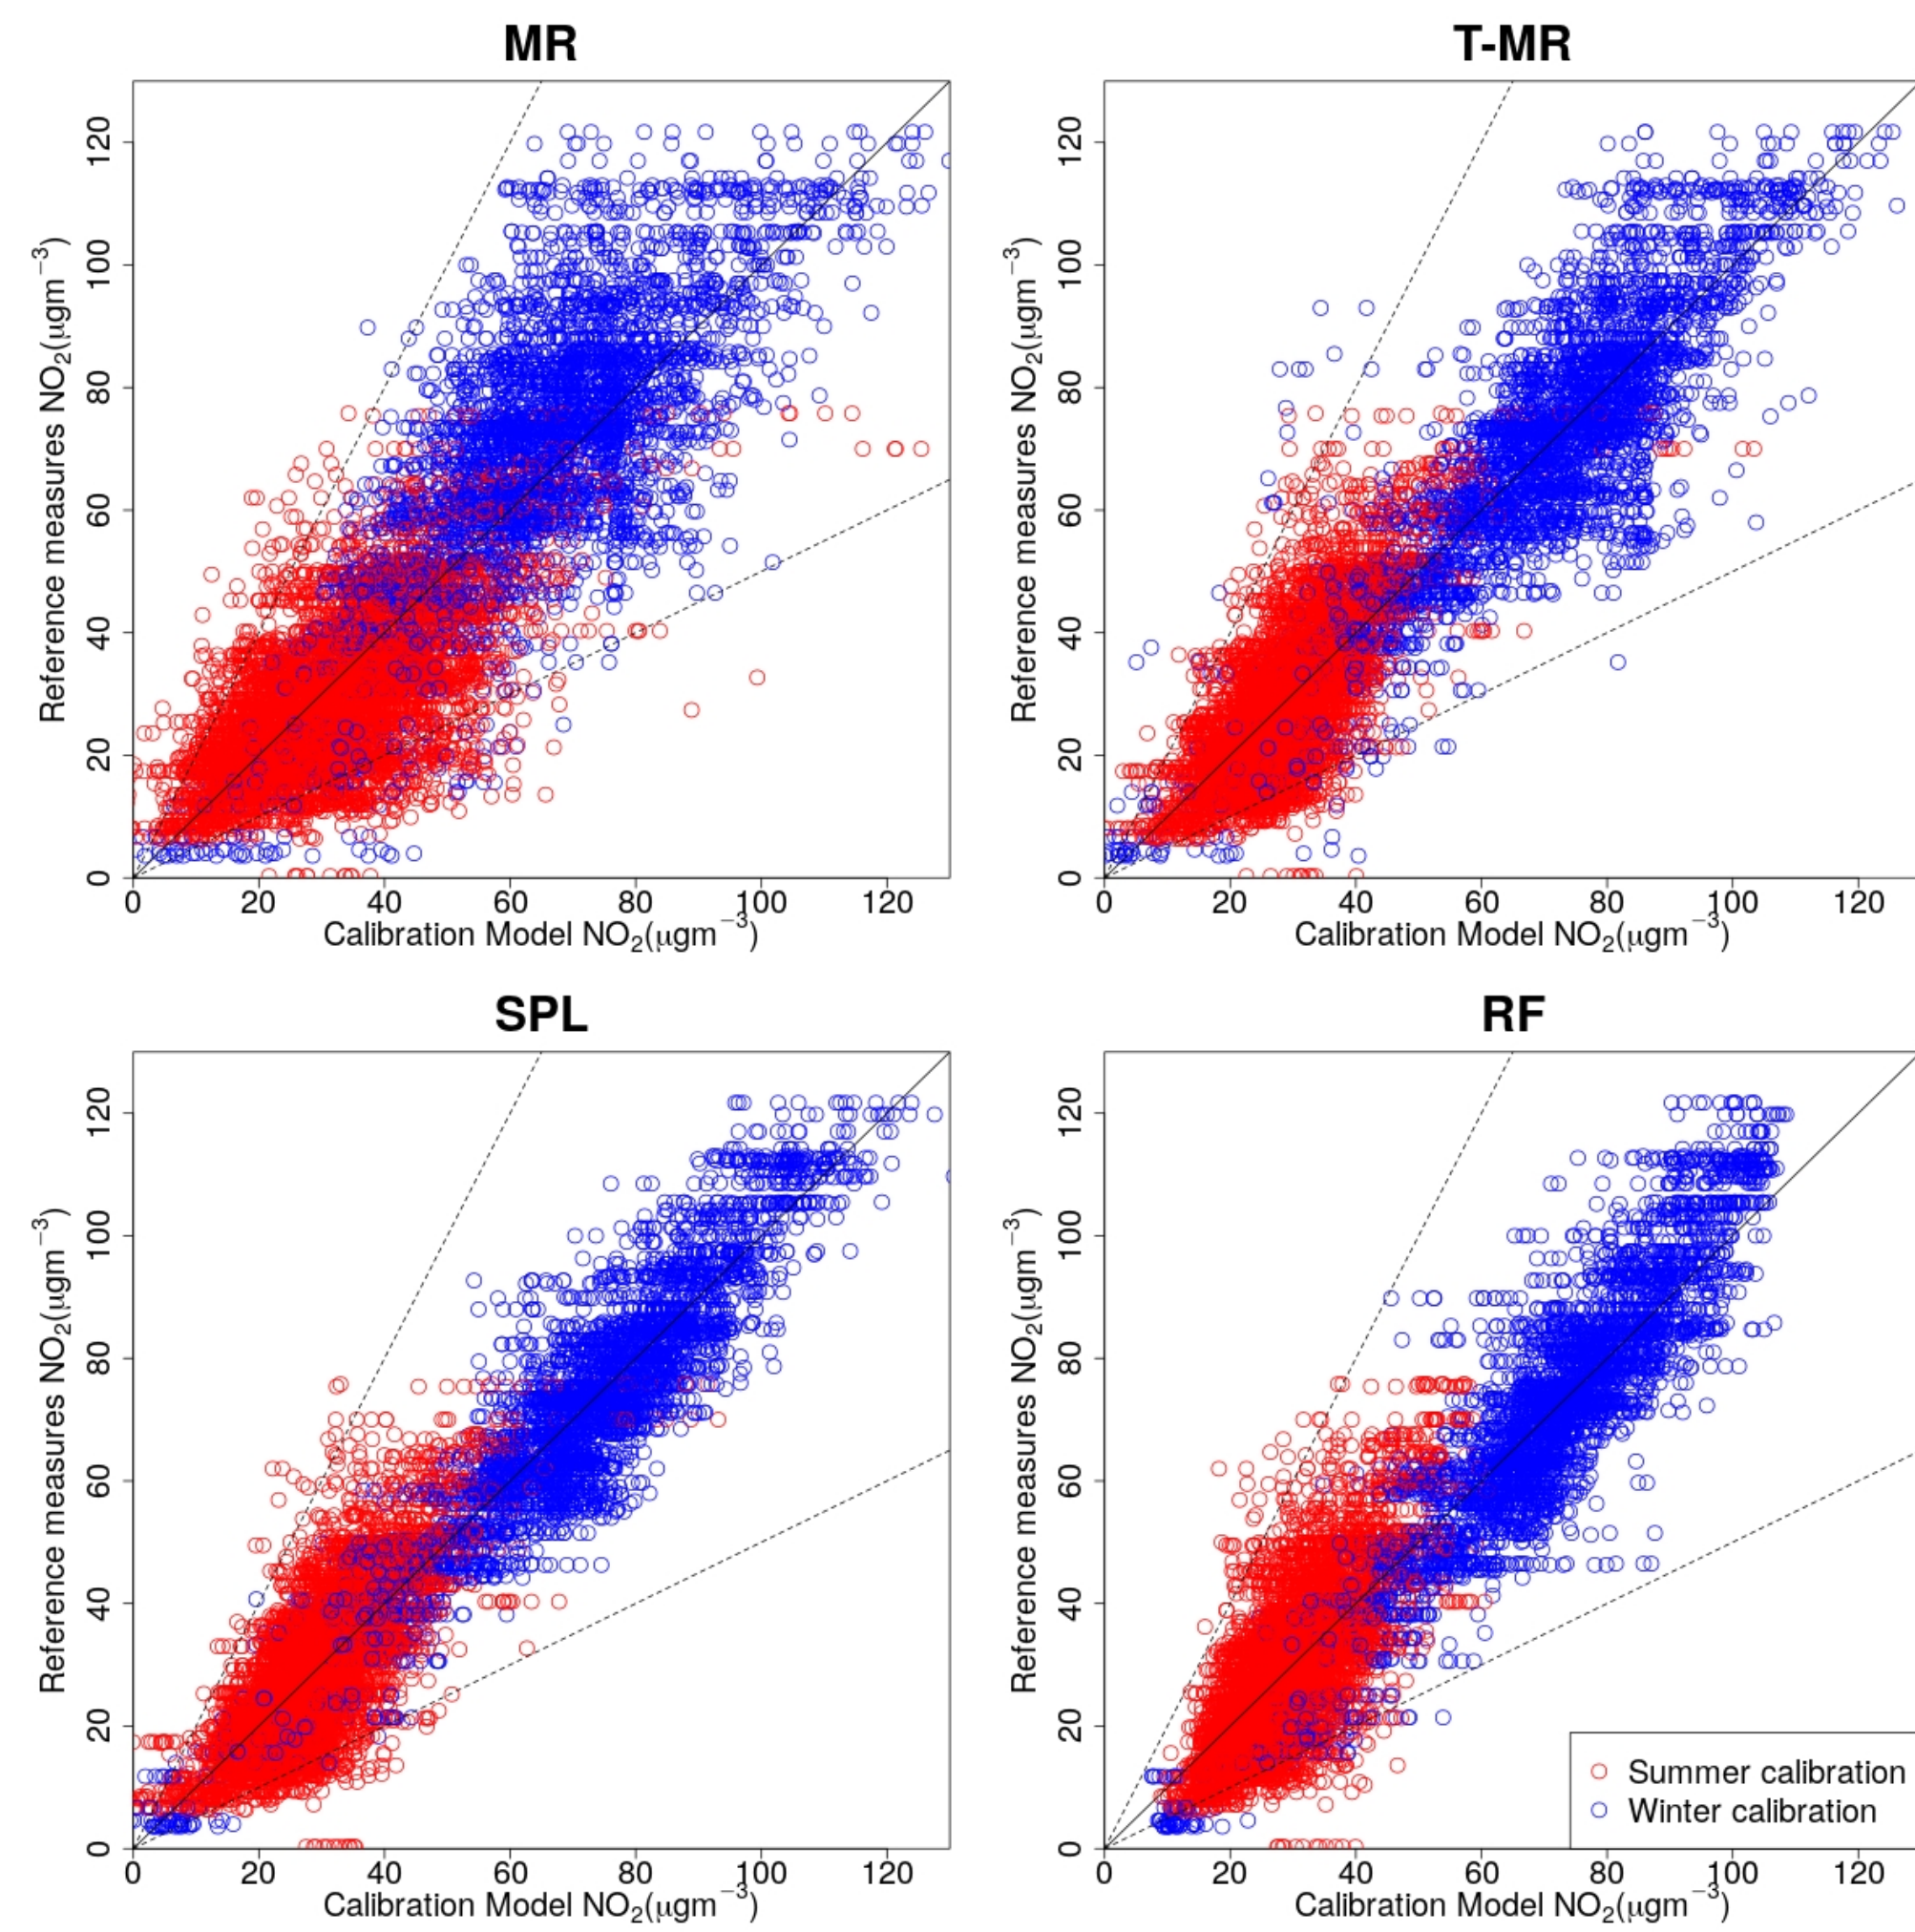 MR
T-MR
Reference measures NO₂(μgm⁻³)
0 20 40 60 80 100 120
0 20 40 60 80 100 120
Calibration Model NO₂(μgm⁻³)
Reference measures NO₂(μgm⁻³)
0 20 40 60 80 100 120
0 20 40 60 80 100 120
Calibration Model NO₂(μgm⁻³)
SPL
RF
Reference measures NO₂(μgm⁻³)
0 20 40 60 80 100 120
0 20 40 60 80 100 120
Calibration Model NO₂(μgm⁻³)
Reference measures NO₂(μgm⁻³)
0 20 40 60 80 100 120
Summer calibration
Winter calibration
0 20 40 60 80 100 120
Calibration Model NO₂(μgm⁻³)